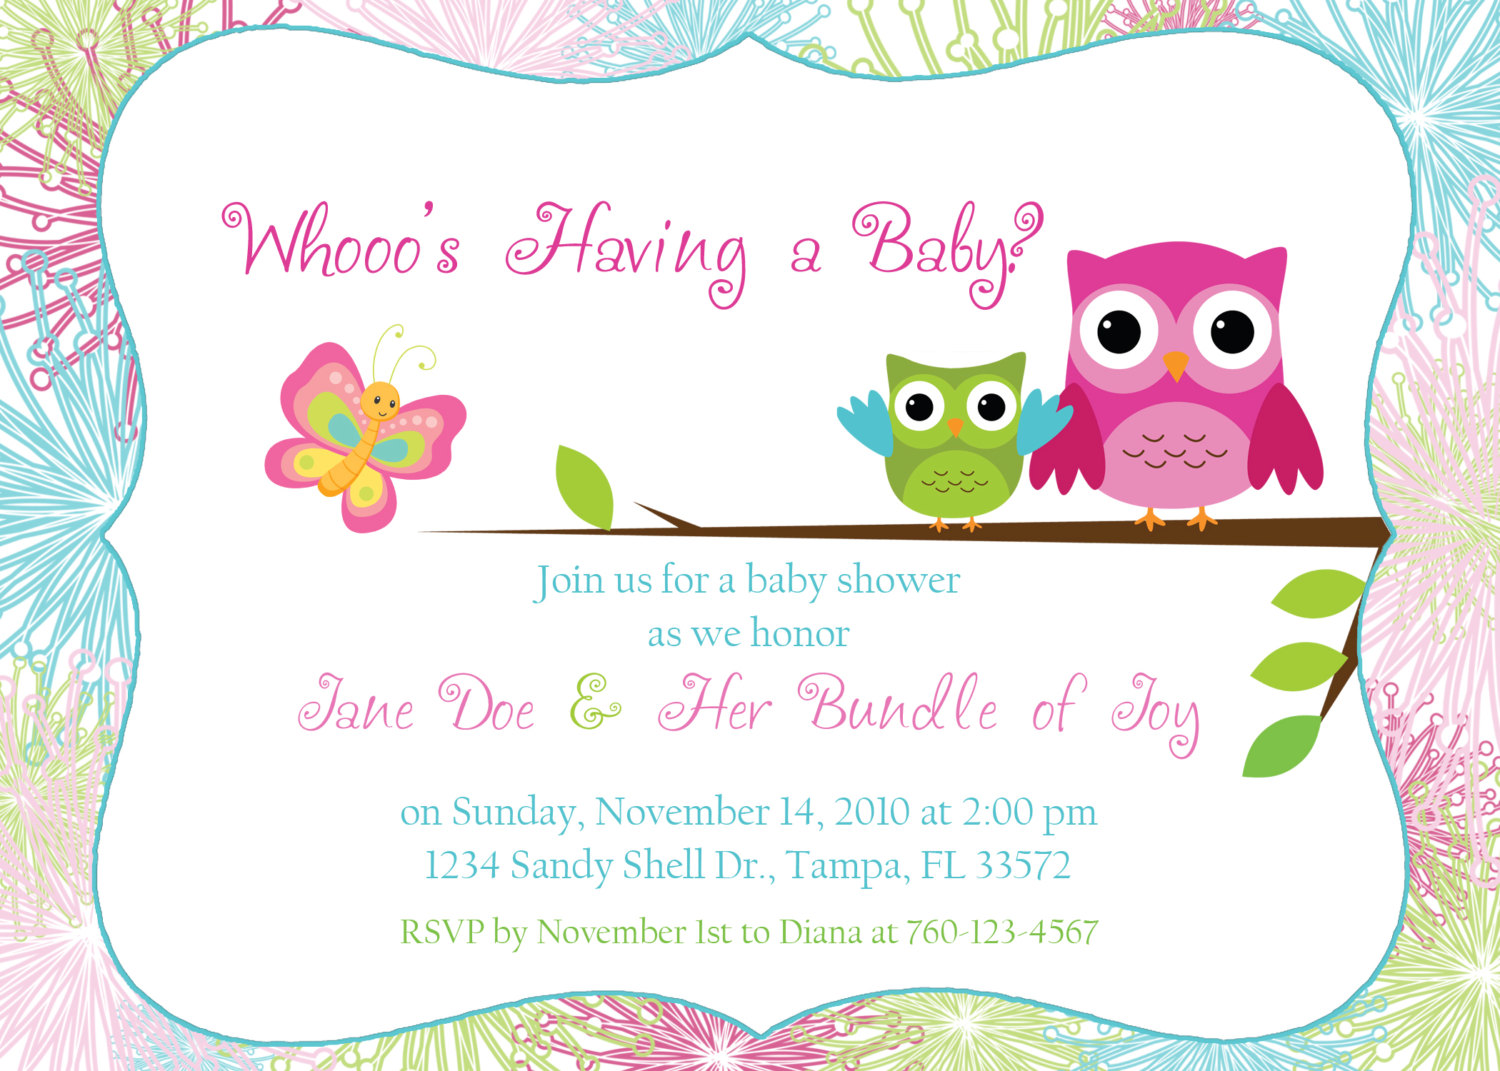 Whooo's Having a Baby?
Join us for a baby shower
as we honor
Jane Doe & Her Bundle of Joy
on Sunday, November 14, 2010 at 2:00 pm
1234 Sandy Shell Dr., Tampa, FL 33572
RSVP by November 1st to Diana at 760-123-4567